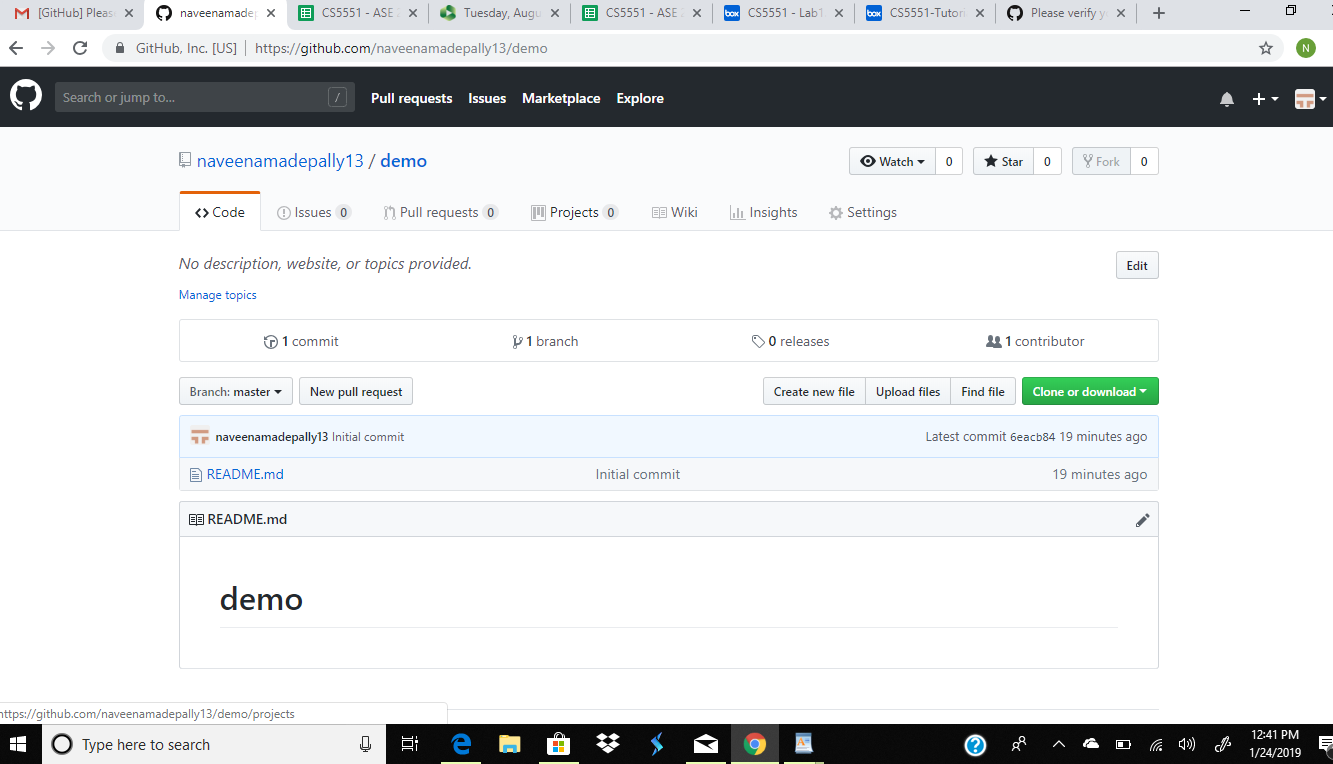 [GitHub] Pleas
naveenamadep
CS5551 - ASE 2
Tuesday, Augu
CS5551 - ASE 2
CS5551 - Lab1
CS5551-Tutori
Please verify y
GitHub, Inc. [US] | https://github.com/naveenamadepally13/demo
N
Search or jump to... /
Pull requests Issues Marketplace Explore
naveenamadepally13 / demo
Watch 0 Star 0 Fork 0
Code Issues 0 Pull requests 0 Projects 0 Wiki Insights Settings
No description, website, or topics provided.
Edit
Manage topics
1 commit 1 branch 0 releases 1 contributor
Branch: master New pull request Create new file Upload files Find file Clone or download
naveenamadepally13 Initial commit Latest commit 6eacb84 19 minutes ago
README.md Initial commit 19 minutes ago
README.md
demo
https://github.com/naveenamadepally13/demo/projects
Type here to search
12:41 PM
1/24/2019